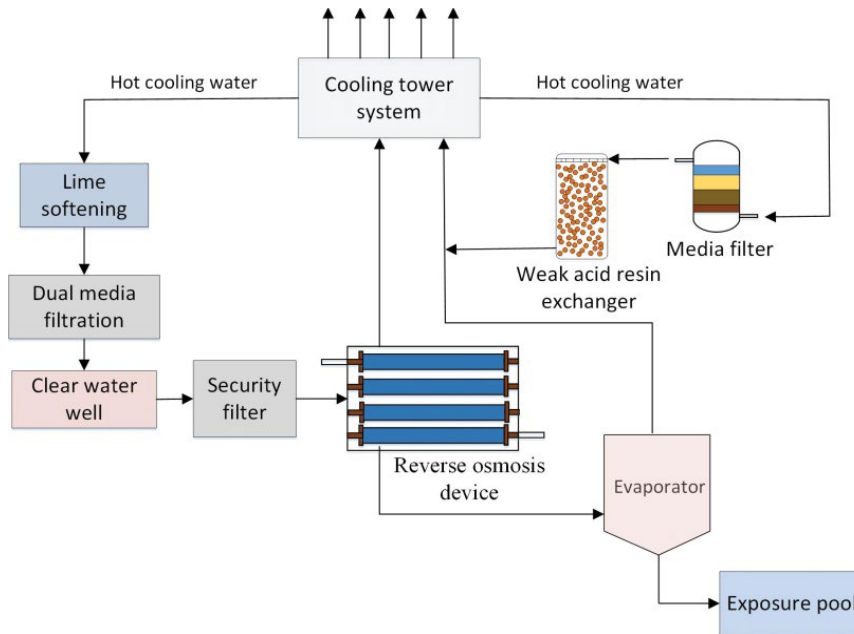 Hot cooling water
Cooling tower
system
Hot cooling water
Lime
softening
Weak acid resin
exchanger
Media filter
Dual media
filtration
Clear water
well
Security
filter
Reverse osmosis
device
Evaporator
Exposure pool